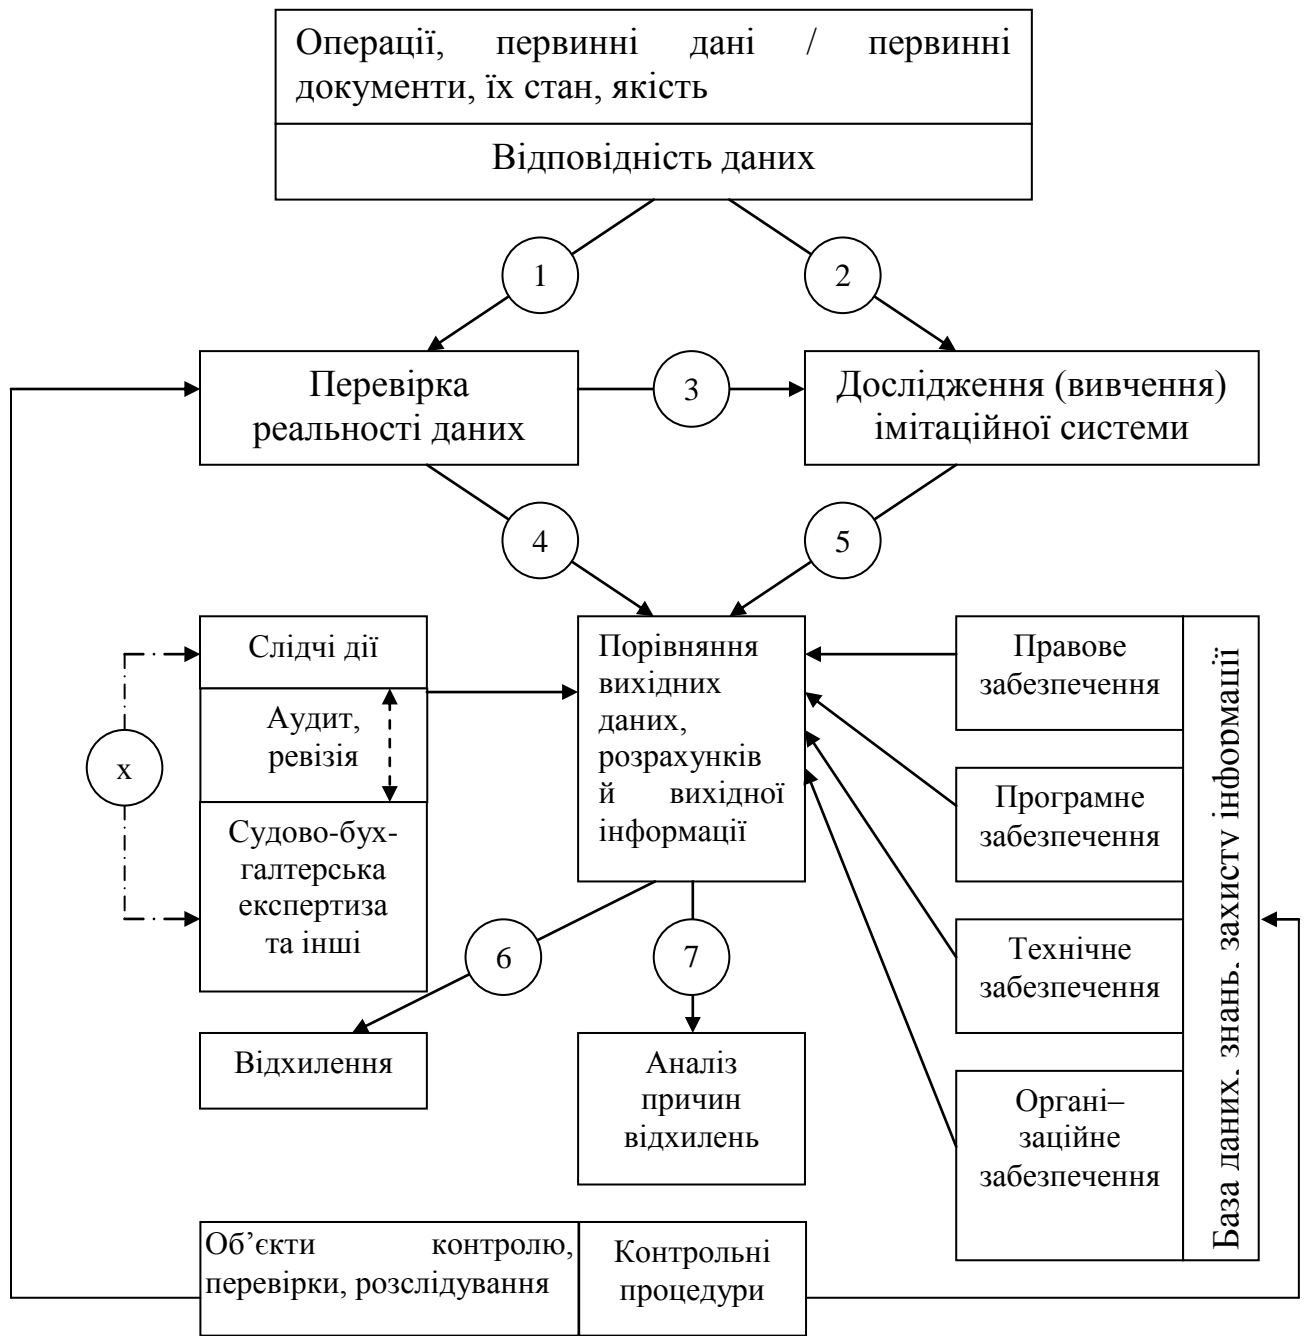 Операції, первинні дані / первинні
документи, їх стан, якість
Відповідність даних
1
2
Перевірка
реальності даних
3
Дослідження (вивчення)
імітаційної системи
4
5
Слідчі дії
Аудит,
ревізія
Судово-бух-
галтерська
експертиза
та інші
х
Порівняння
вихідних
даних,
розрахунків
й вихідної
інформації
Правове
забезпечення
Програмне
забезпечення
Технічне
забезпечення
Органі–
заційне
забезпечення
База даних, знань, захисту інформації
6
7
Відхилення
Аналіз
причин
відхилень
Об’єкти контролю,
перевірки, розслідування
Контрольні
процедури